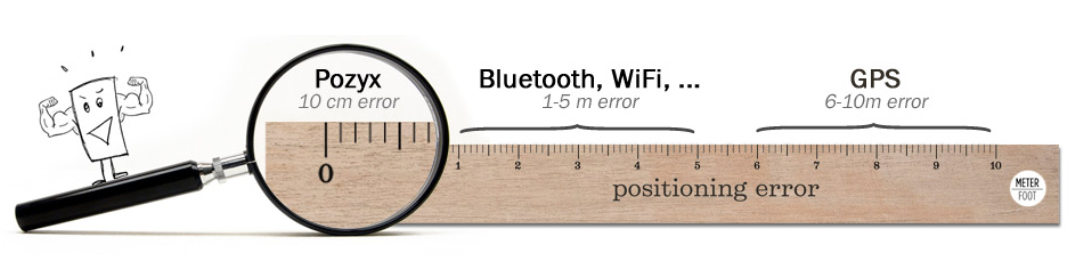 Pozyx
10 cm error
Bluetooth, WiFi, ...
1-5 m error
GPS
6-10m error
0
1 2 3 4 5 6 7 8 9 10
positioning error
METER
FOOT